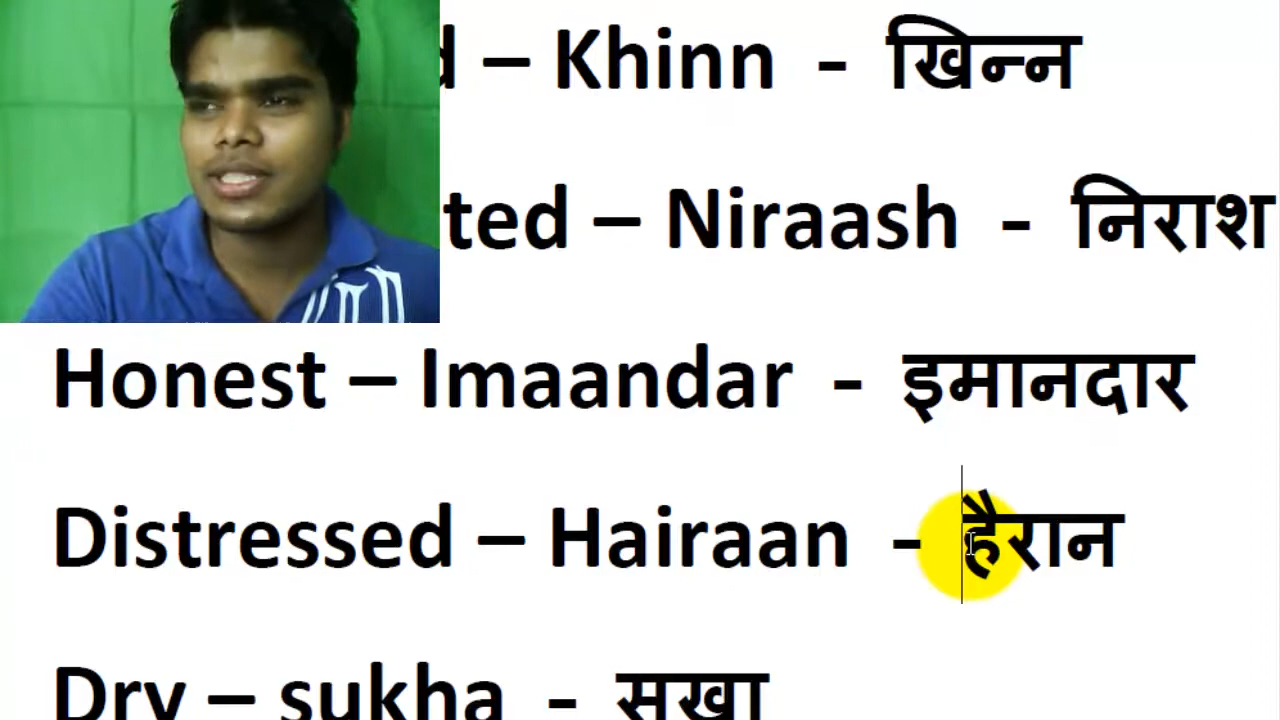 – Khinn - खिन्न
ted – Niraash - निराश
Honest – Imaandar - इमानदार
Distressed – Hairaan - हैरान
Dry – sukha - सूखा